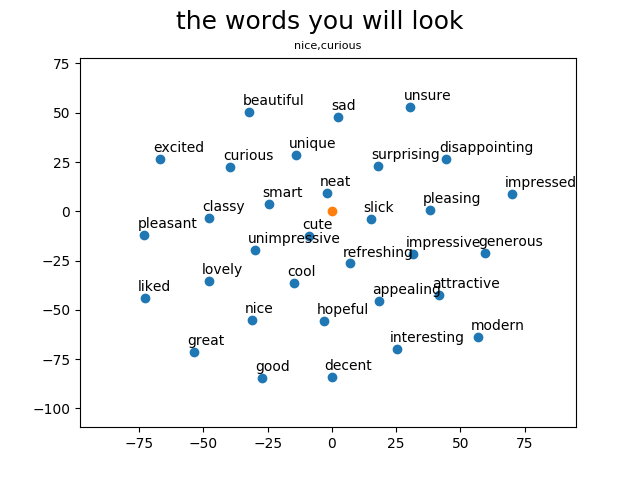 the words you will look
nice,curious
75
50
25
0
−25
−50
−75
−100
−75
−50
−25
0
25
50
75
beautiful
sad
unsure
excited
curious
unique
surprising
disappointing
smart
neat
impressed
classy
slick
pleasing
pleasant
cute
unimpressive
refreshing
impressive
generous
liked
lovely
cool
appealing
attractive
nice
hopeful
great
interesting
modern
good
decent